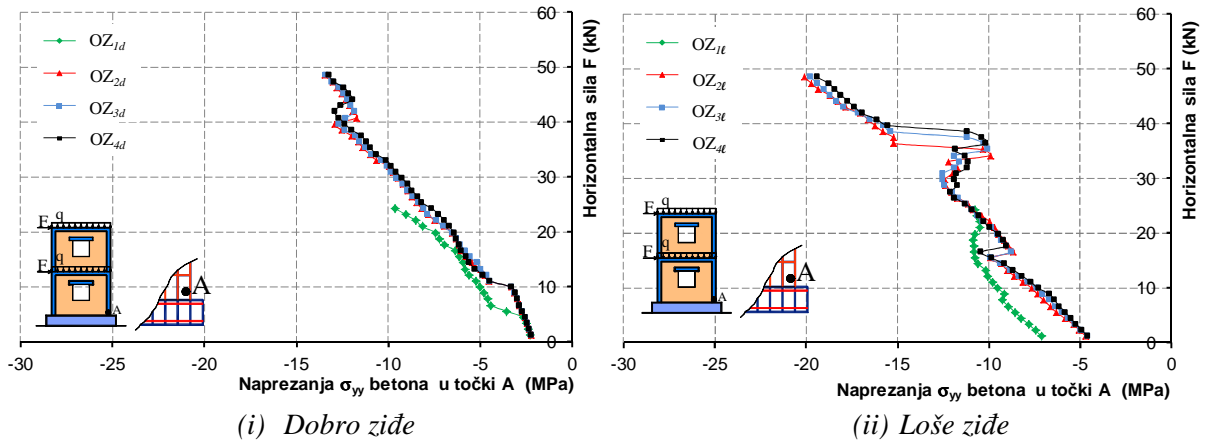 60
50
40
30
20
10
0
Horizontalna sila F (kN)
OZ1d
OZ2d
OZ3d
OZ4d
F q
F q
A
A
-30 -25 -20 -15 -10 -5 0
Naprezanja σyy betona u točki A (MPa)
(i) Dobro ziđe
60
50
40
30
20
10
0
Horizontalna sila F (kN)
OZ1ℓ
OZ2ℓ
OZ3ℓ
OZ4ℓ
F q
F q
A
A
-30 -25 -20 -15 -10 -5 0
Naprezanja σyy betona u točki A (MPa)
(ii) Loše ziđe